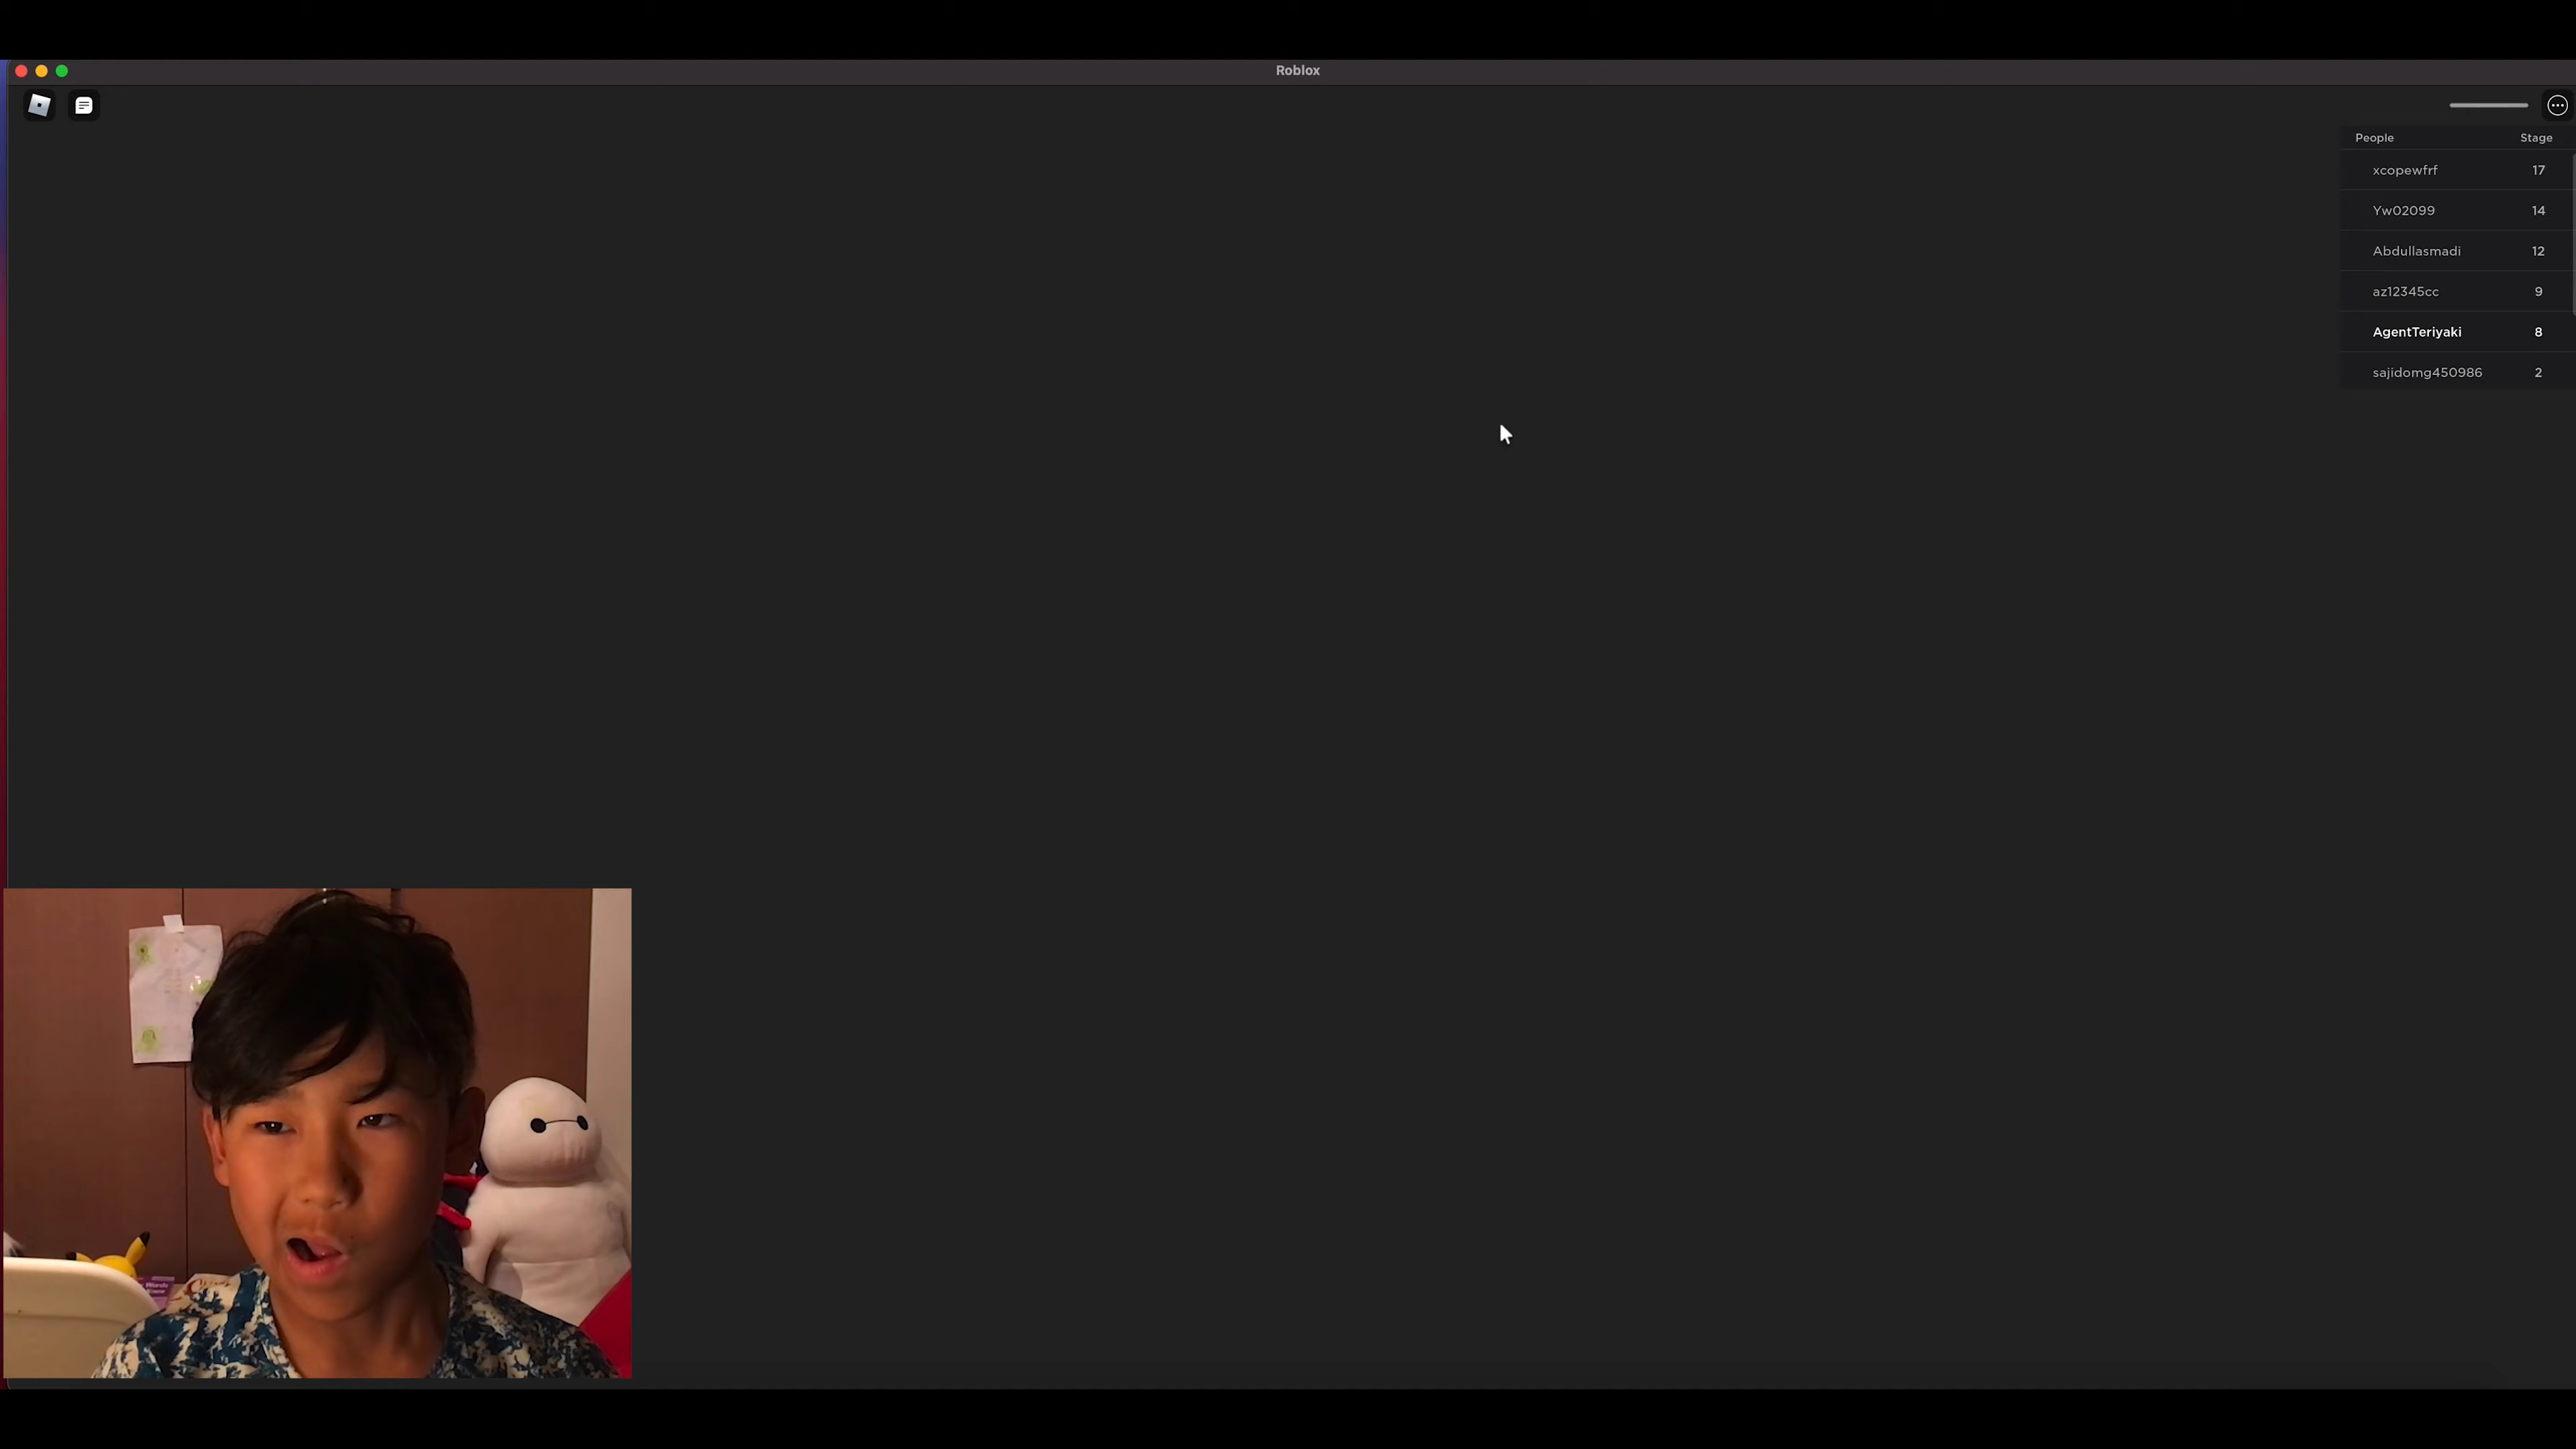 Roblox
People Stage
xcopewfrf 17
Yw02099 14
Abdullasmadi 12
az12345cc 9
AgentTeriyaki 8
sajidomg450986 2